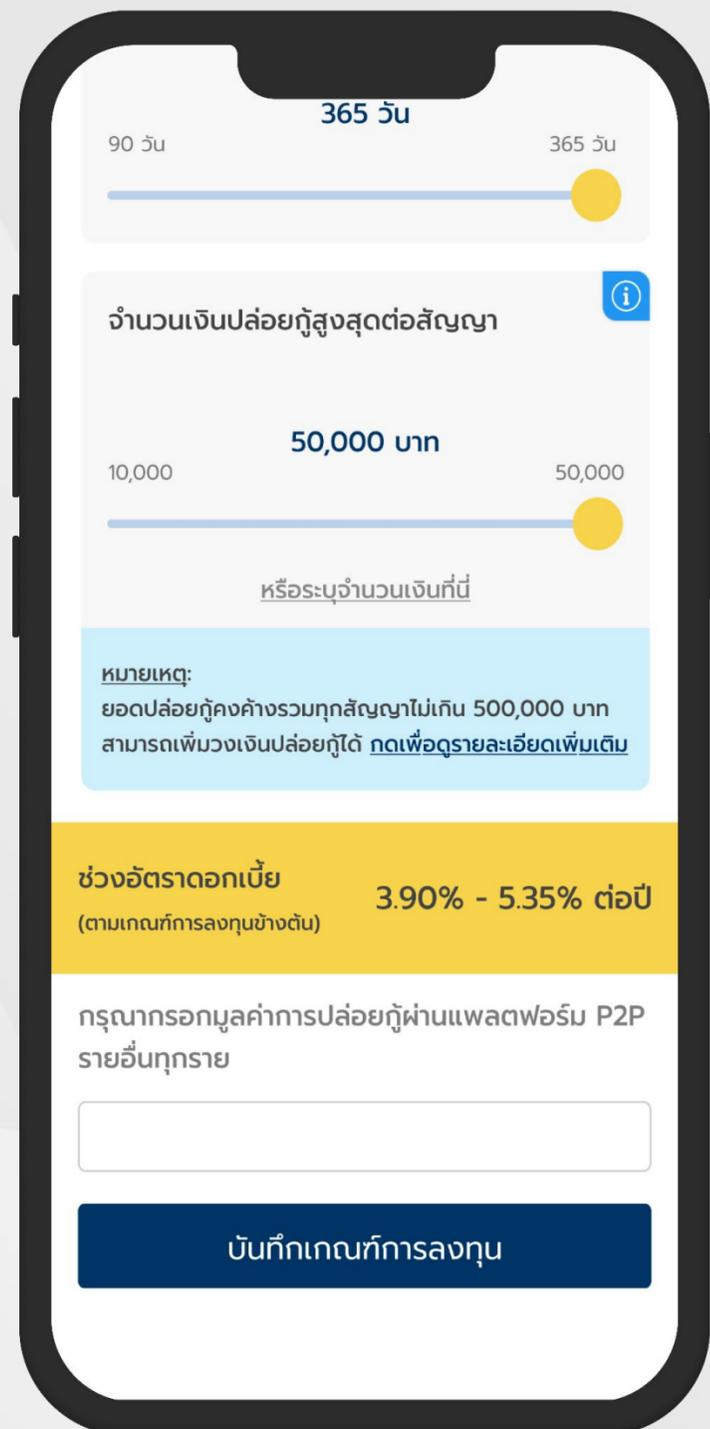 365 วัน
90 วัน 365 วัน
จำนวนเงินปล่อยกู้สูงสุดต่อสัญญา
50,000 บาท
10,000 50,000
หรือระบุจำนวนเงินที่นี่
หมายเหตุ:
ยอดปล่อยกู้คงค้างรวมทุกสัญญาไม่เกิน 500,000 บาท
สามารถเพิ่มวงเงินปล่อยกู้ได้ กดเพื่อดูรายละเอียดเพิ่มเติม
ช่วงอัตราดอกเบี้ย 3.90% - 5.35% ต่อปี
(ตามเกณฑ์การลงทุนข้างต้น)
กรุณากรอกมูลค่าการปล่อยกู้ผ่านแพลตฟอร์ม P2P
รายอื่นทุกราย
บันทึกเกณฑ์การลงทุน